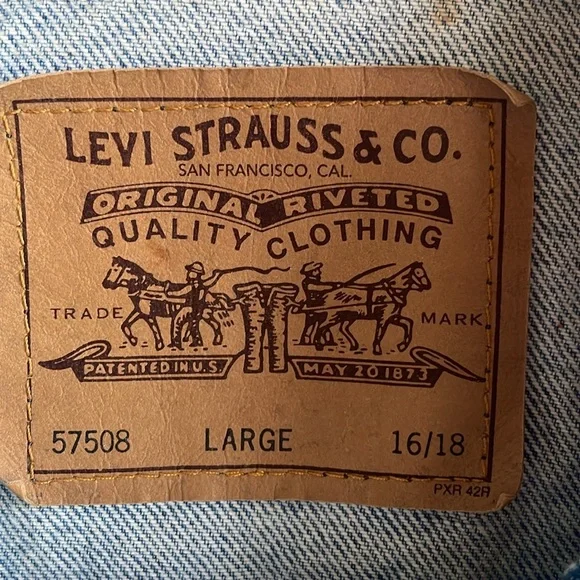 LEVI STRAUSS & CO.
SAN FRANCISCO, CAL.
ORIGINAL RIVETED
QUALITY CLOTHING
TRADE MARK
PATENTED IN U.S. MAY 20 1873
57508 LARGE 16/18
PXR 42R